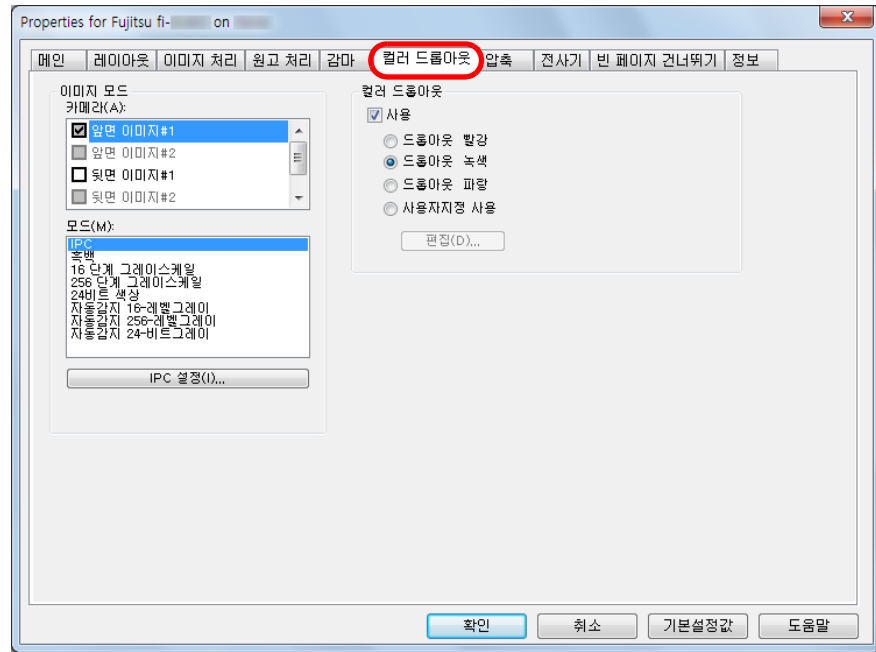 Properties for Fujitsu fi- on
메인 레이아웃 이미지 처리 원고 처리 감마 컬러 드롭아웃 압축 전사기 빈 페이지 건너뛰기 정보
이미지 모드
카메라(A):
앞면 이미지#1
앞면 이미지#2
뒷면 이미지#1
뒷면 이미지#2
모드(M):
IPC
흑백
16 단계 그레이스케일
256 단계 그레이스케일
24비트 색상
자동감지 16-레벨그레이
자동감지 256-레벨그레이
자동감지 24-비트그레이
IPC 설정(I)...
컬러 드롭아웃
사용
드롭아웃 빨강
드롭아웃 녹색
드롭아웃 파랑
사용자지정 사용
편집(D)...
확인 취소 기본설정값 도움말